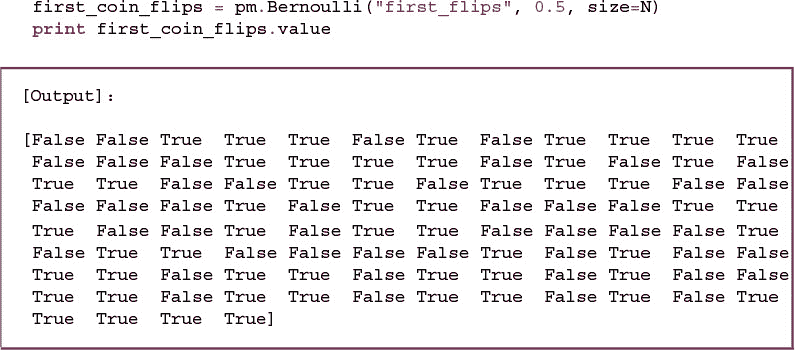 first_coin_flips = pm.Bernoulli("first_flips", 0.5, size=N)
print first_coin_flips.value
[Output]:
[False False True True True False True False True True True True
False False False True True True True False True False True False
True True False False True True False True True True False False
False False False True False True True False False False True True
True False False True False True True False False False False True
False True True False False False False True False True False False
True True False True True False True True False True False False
True True False True True False True True False True False True
True True True True]